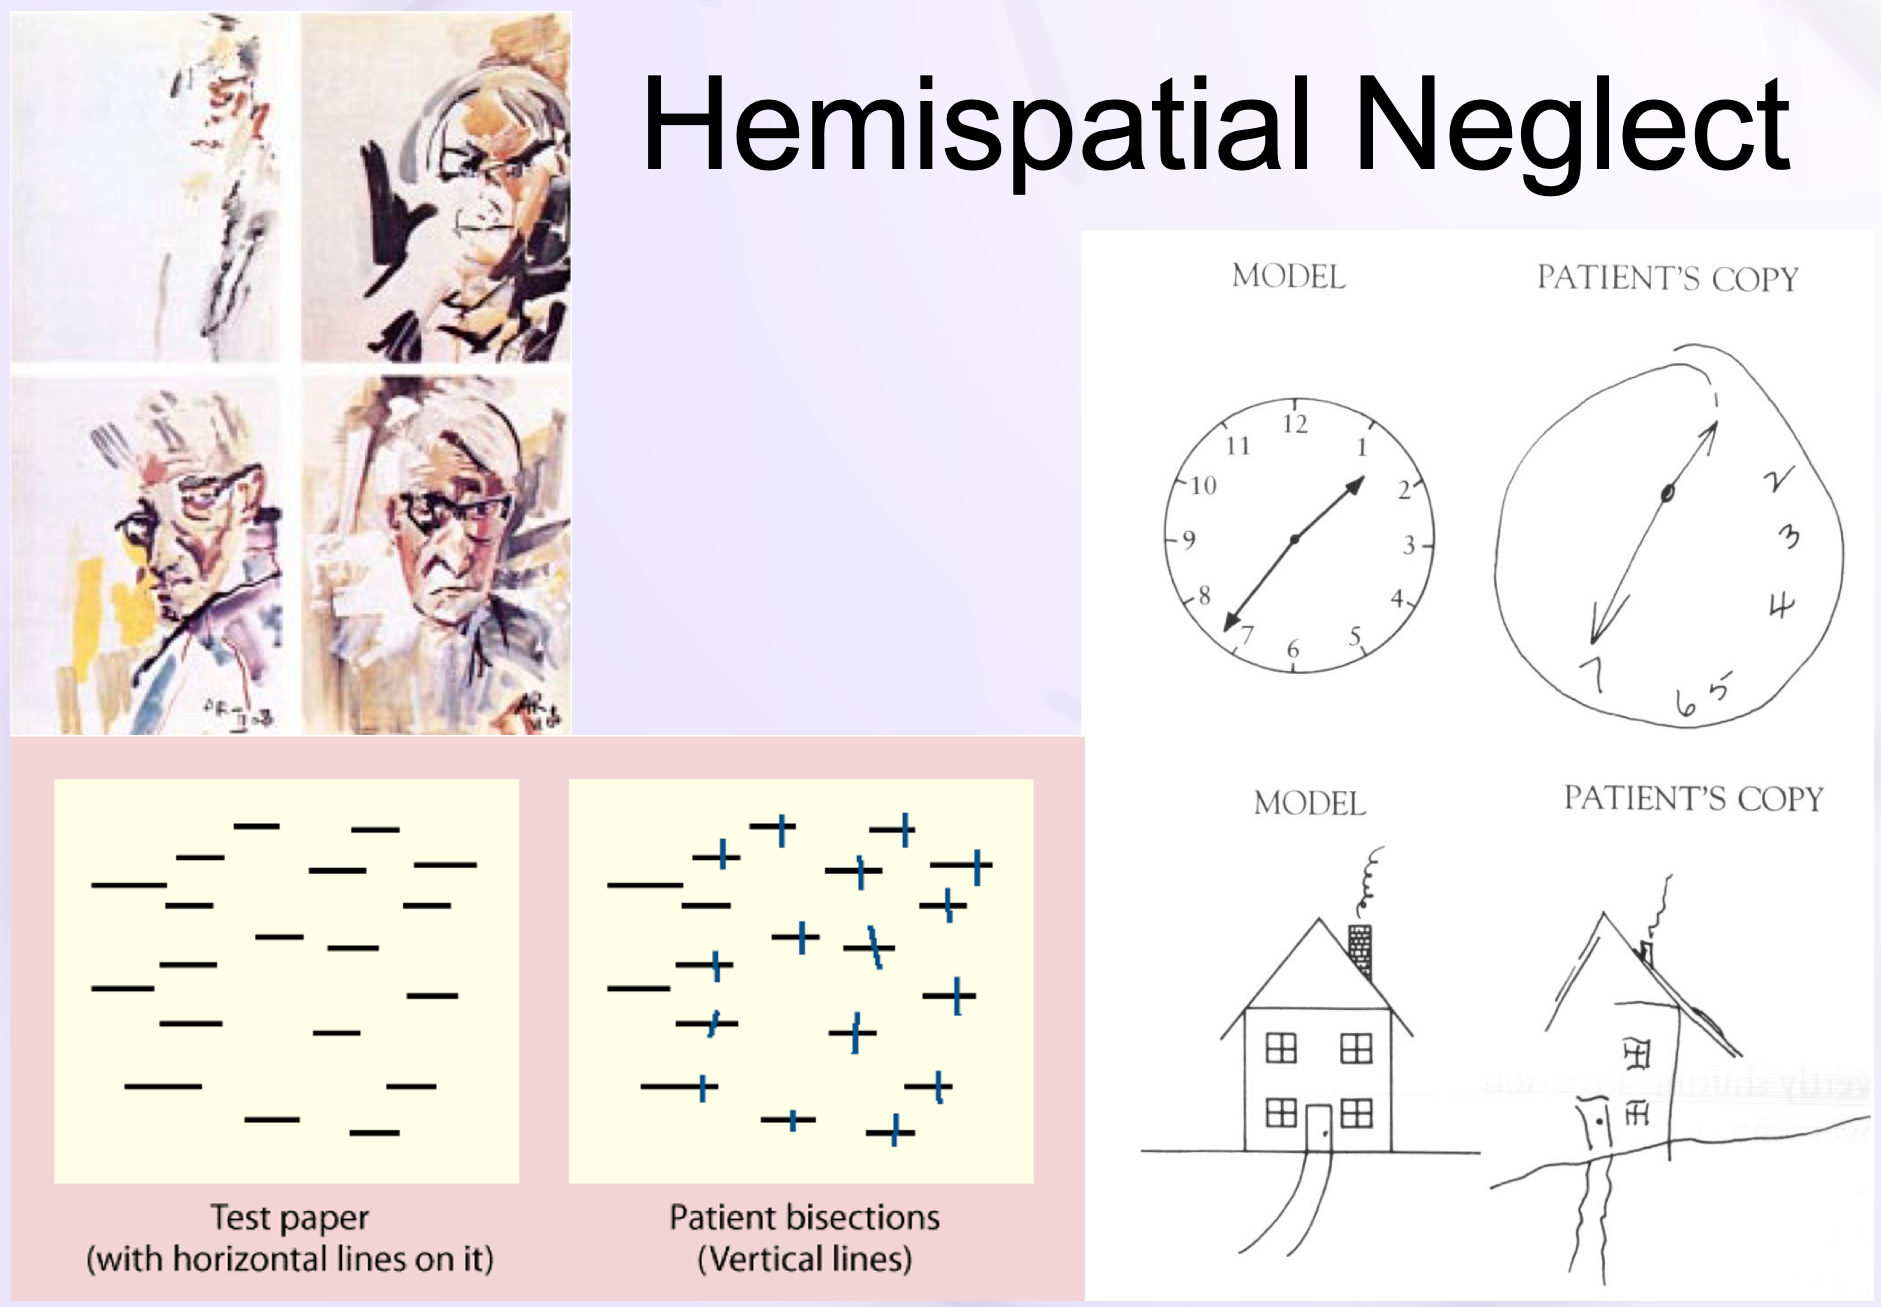 Hemispatial Neglect
MODEL
PATIENT'S COPY
12
11
1
10
2
9
3
8
4
7
5
6
2
3
4
7
6
5
MODEL
PATIENT'S COPY
Test paper
(with horizontal lines on it)
Patient bisections
(Vertical lines)